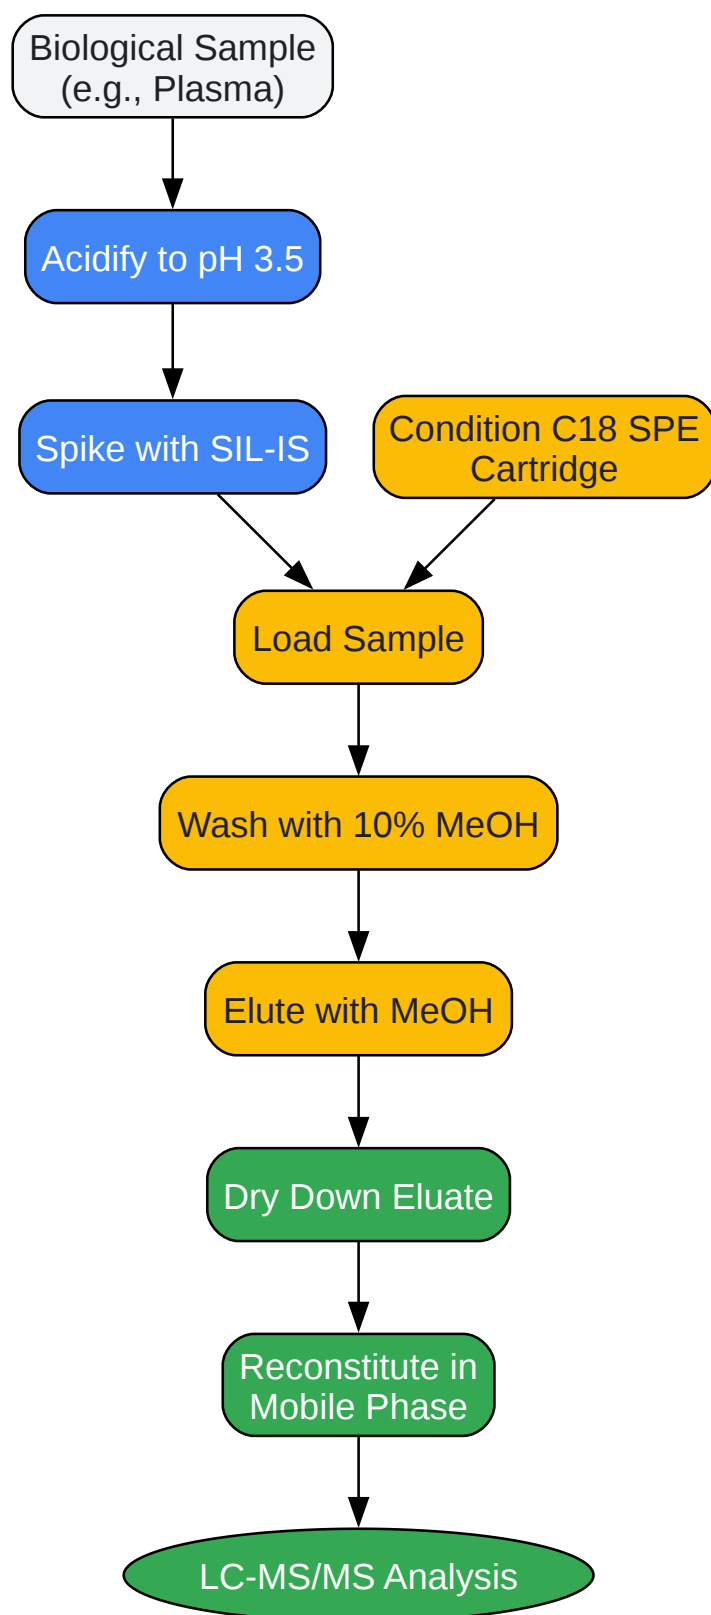 Biological Sample
(e.g., Plasma)
Acidify to pH 3.5
Spike with SIL-IS
Condition C18 SPE
Cartridge
Load Sample
Wash with 10% MeOH
Elute with MeOH
Dry Down Eluate
Reconstitute in
Mobile Phase
LC-MS/MS Analysis